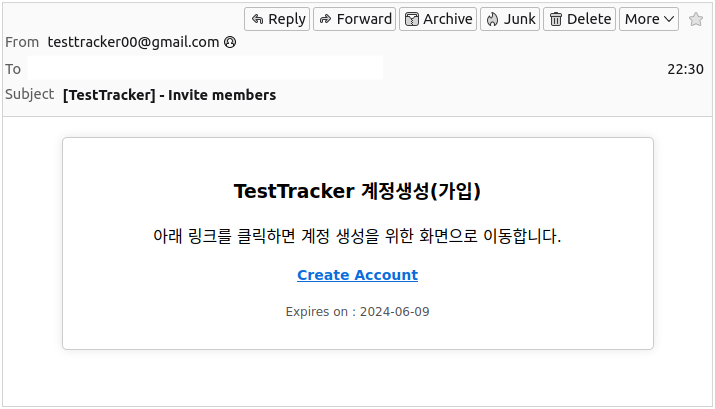 Reply Forward Archive Junk Delete More
From testtracker00@gmail.com
To 22:30
Subject [TestTracker] - Invite members
TestTracker 계정생성(가입)
아래 링크를 클릭하면 계정 생성을 위한 화면으로 이동합니다.
Create Account
Expires on : 2024-06-09